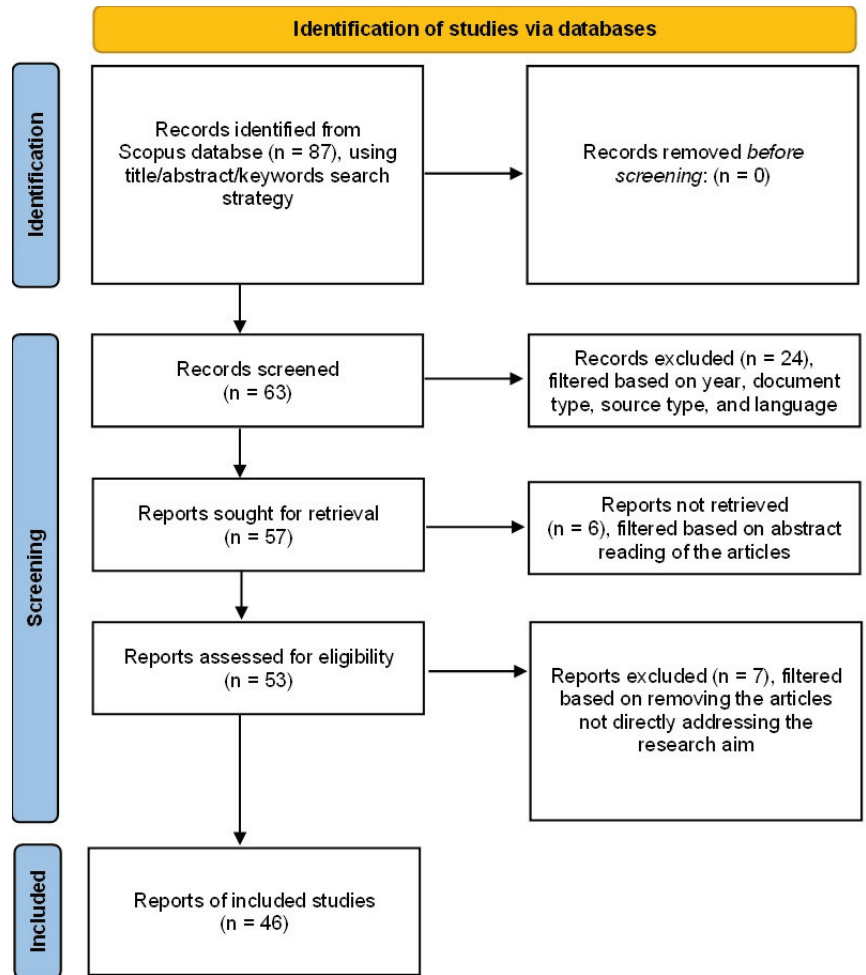 Identification of studies via databases
Identification
Records identified from
Scopus databse (n = 87), using
title/abstract/keywords search
strategy
Records removed before
screening: (n = 0)
Screening
Records screened
(n = 63)
Records excluded (n = 24),
filtered based on year, document
type, source type, and language
Reports sought for retrieval
(n = 57)
Reports not retrieved
(n = 6), filtered based on abstract
reading of the articles
Reports assessed for eligibility
(n = 53)
Reports excluded (n = 7), filtered
based on removing the articles
not directly addressing the
research aim
Included
Reports of included studies
(n = 46)